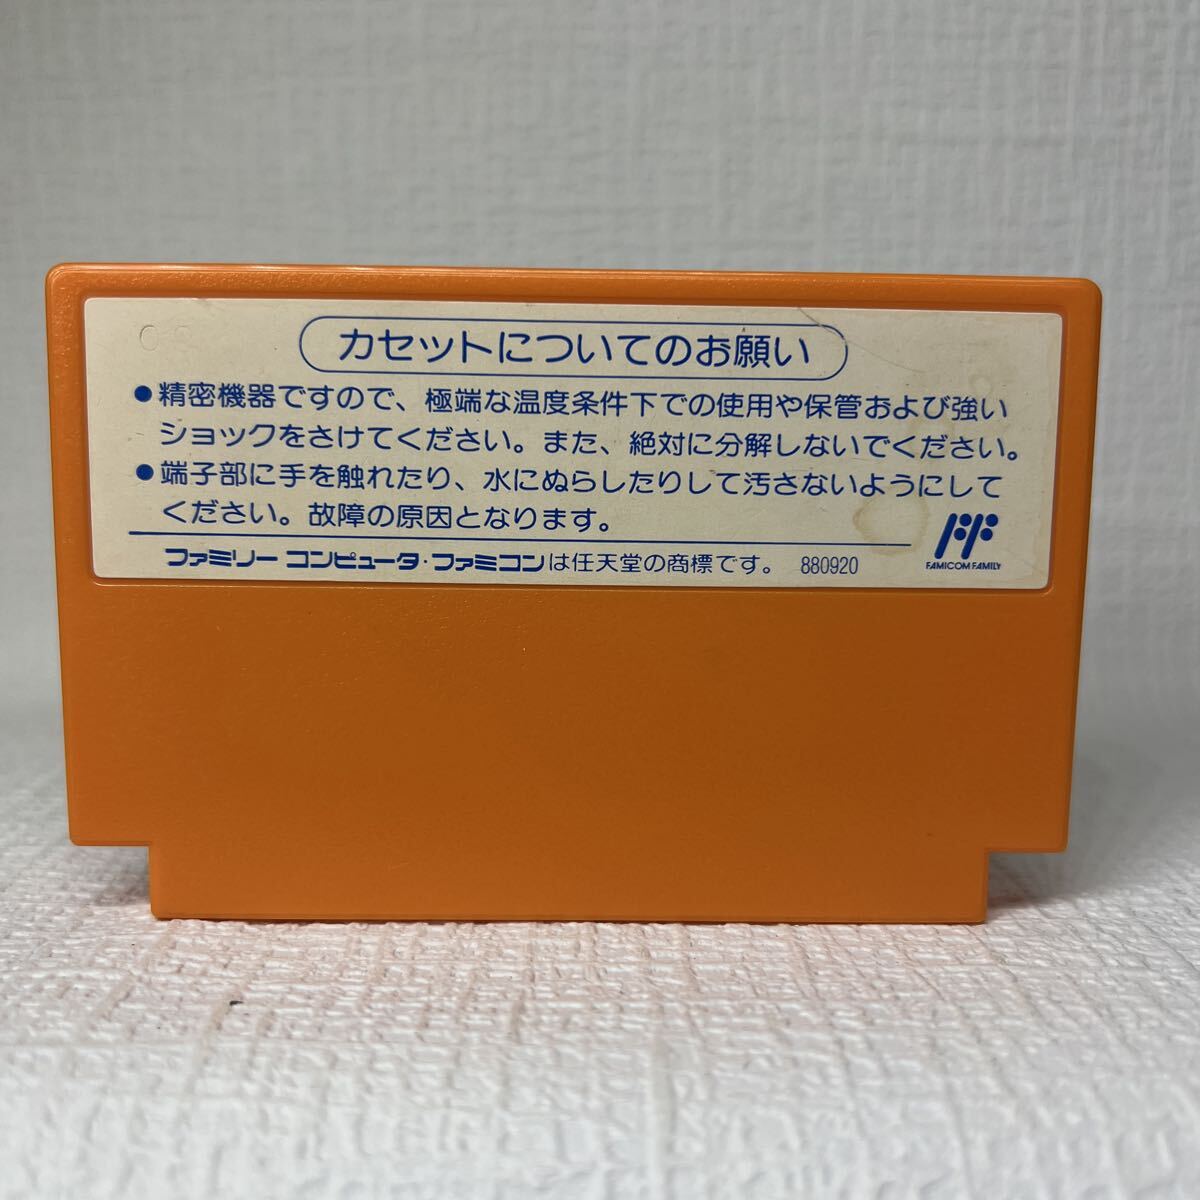 カセットについてのお願い
●精密機器ですので、極端な温度条件下での使用や保管および強い
ショックをさけてください。また、絶対に分解しないでください。
●端子部に手を触れたり、水にぬらしたりして汚さないようにして
ください。故障の原因となります。
ファミリー コンピュータ・ファミコンは任天堂の商標です。 880920
FAMICOM FAMILY